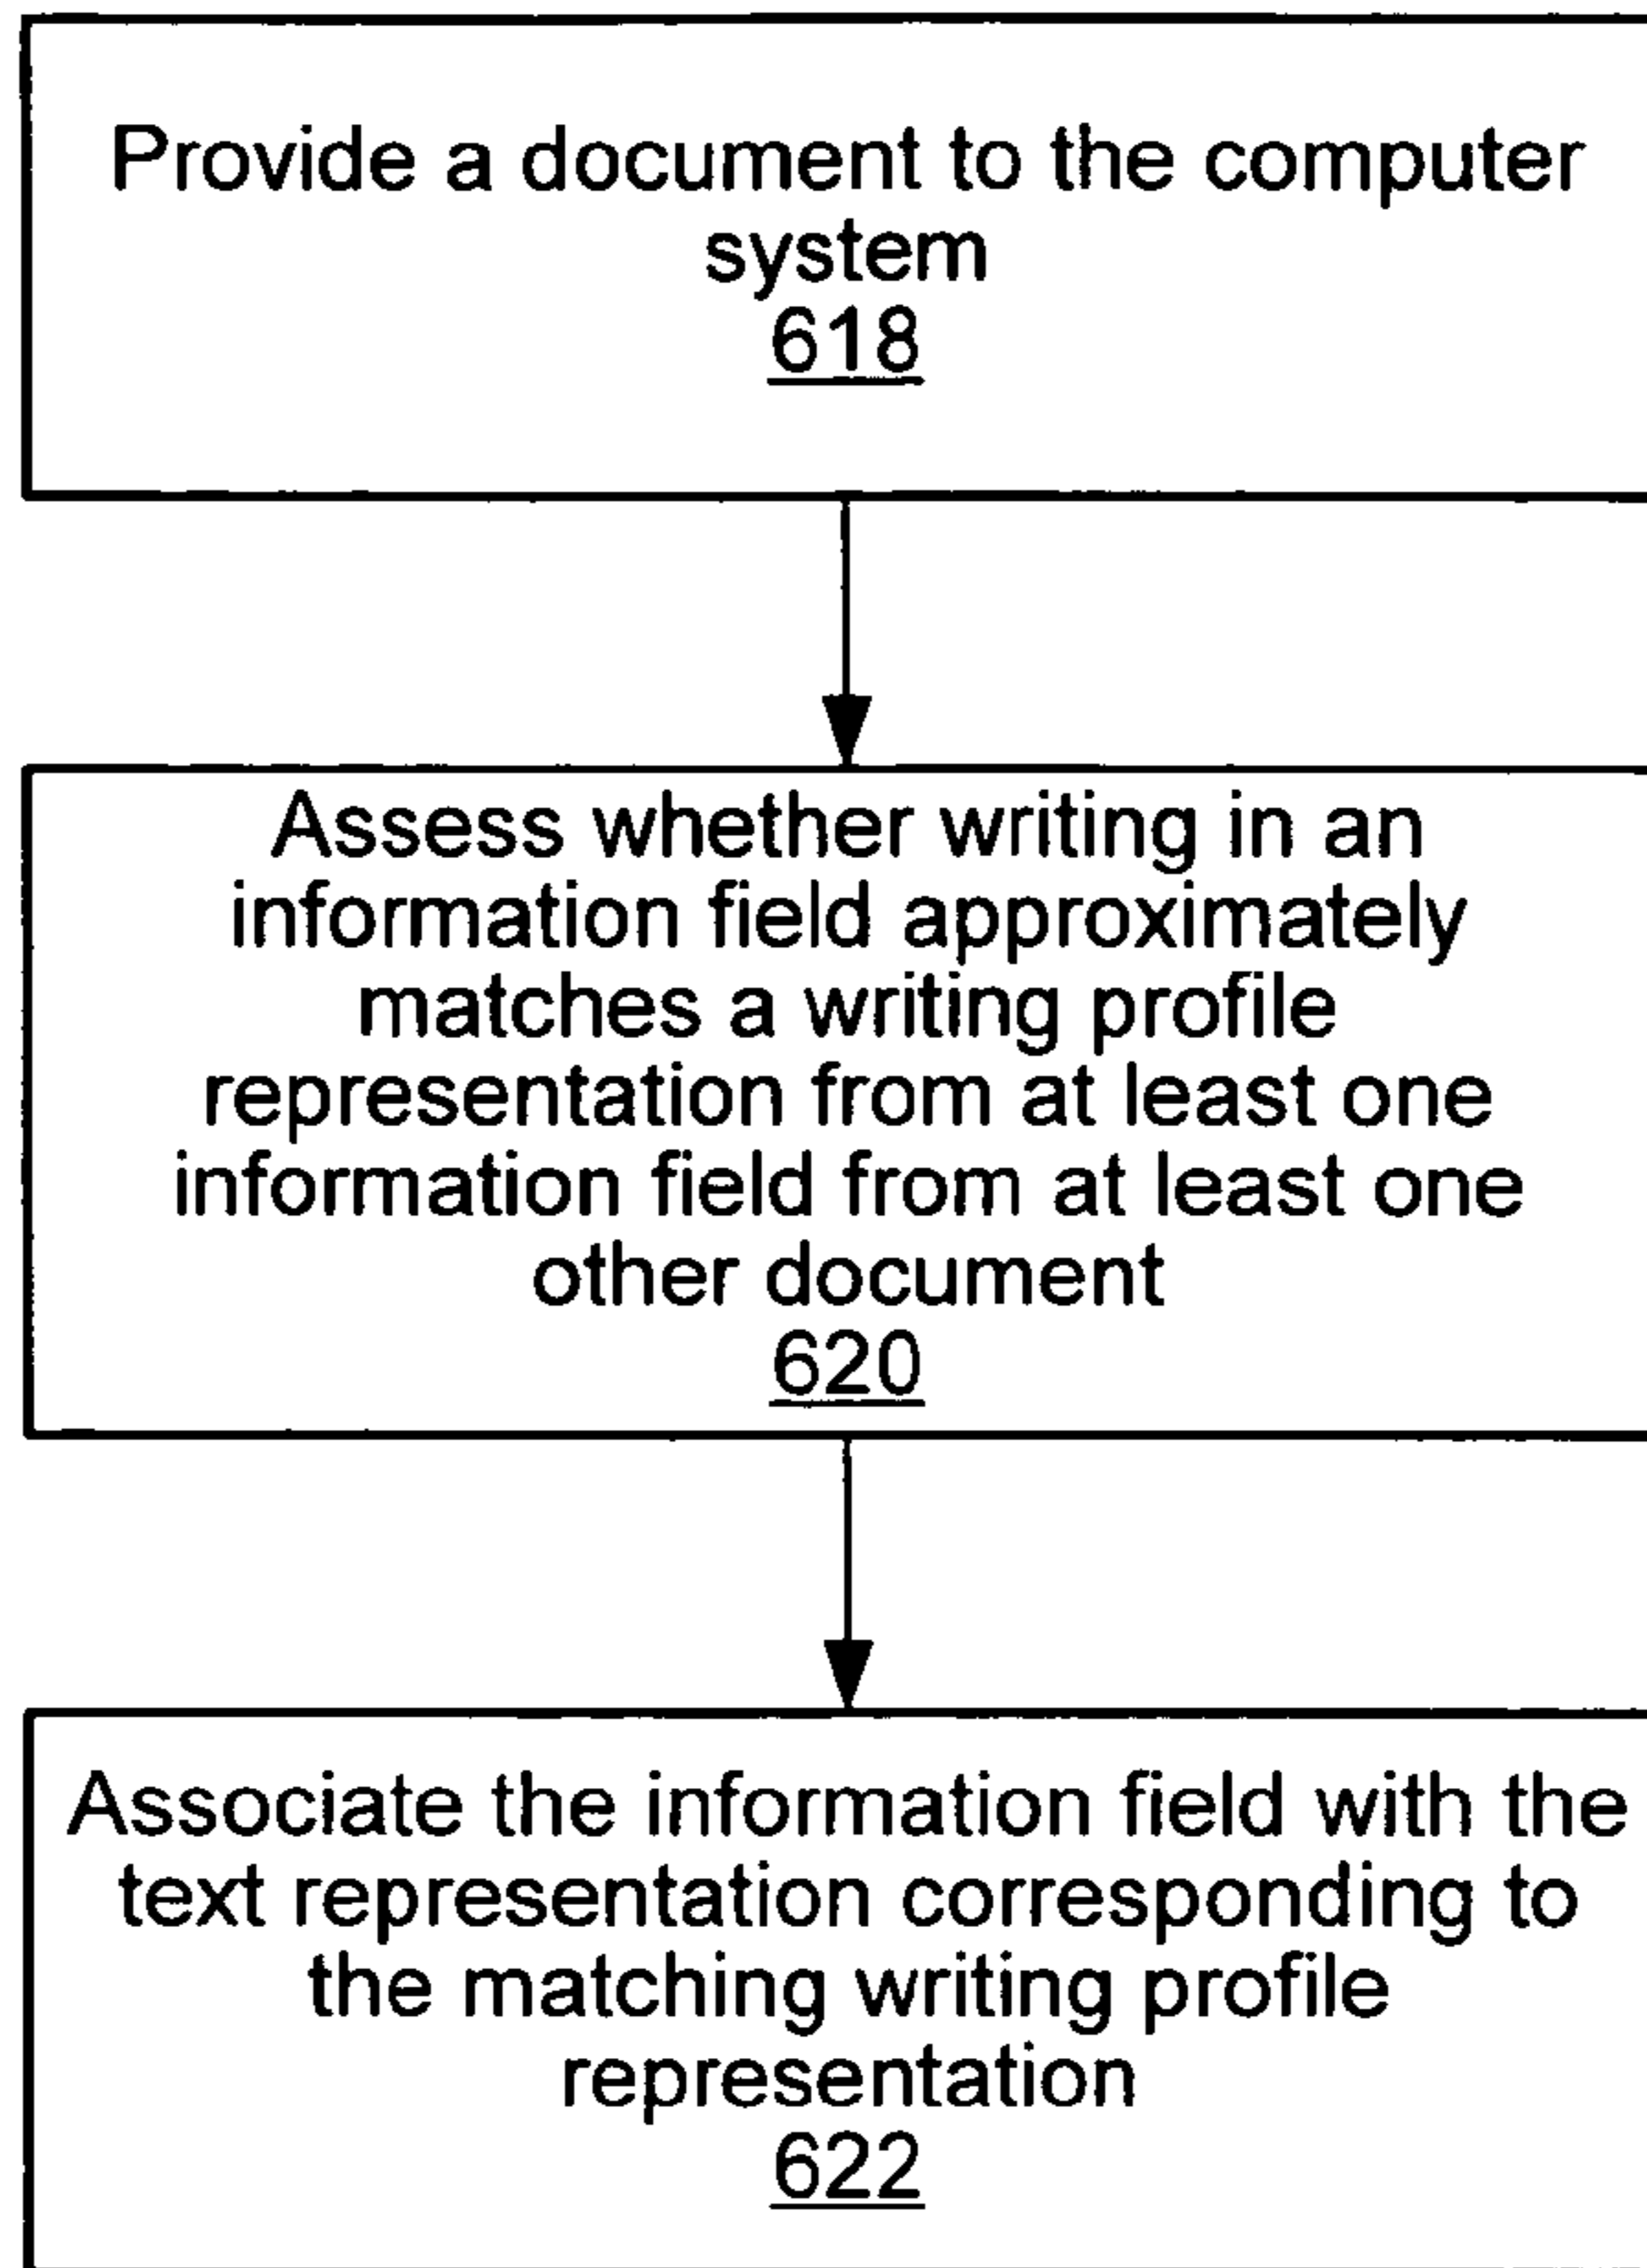 Provide a document to the computer
system
618
Assess whether writing in an
information field approximately
matches a writing profile
representation from at least one
information field from at least one
other document
620
Associate the information field with the
text representation corresponding to
the matching writing profile
representation
622